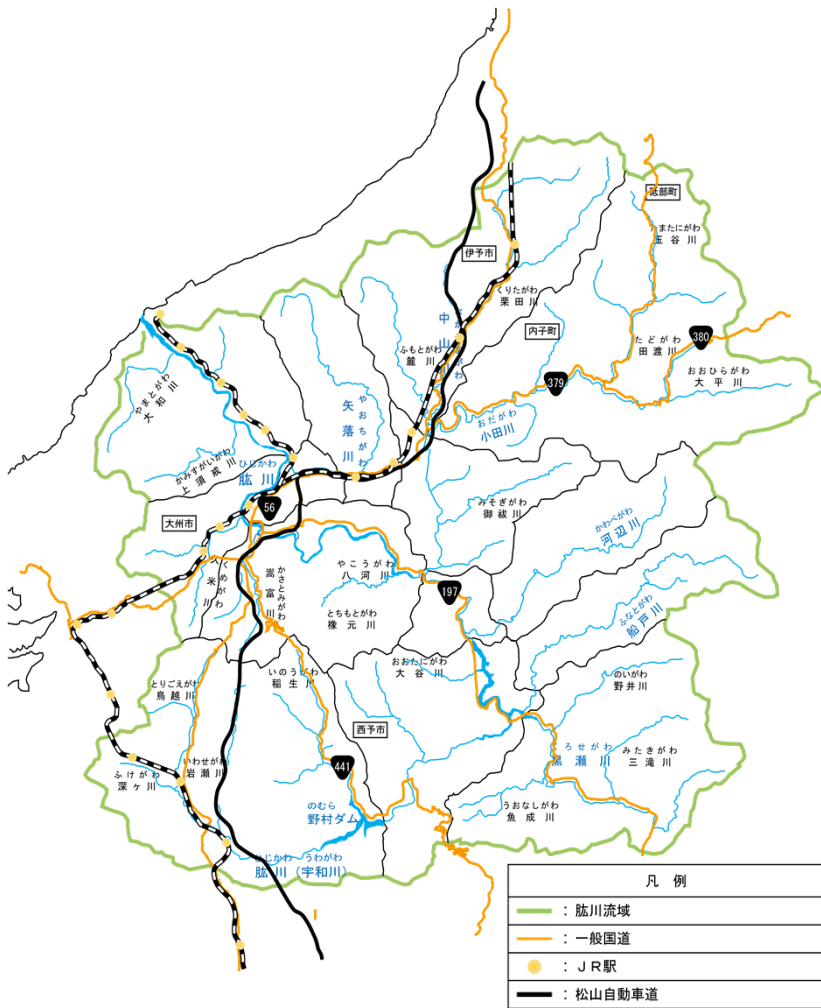 砥部町
たまたにがわ
玉谷川
伊予市
くりたがわ
栗田川
中山
内子町
ふもとがわ
麓川
たどがわ
田渡川
380
おおひらがわ
大平川
379
やまとがわ
大和川
やおちがわ
矢落川
おだがわ
小田川
かみすがいがわ
上須戒川
ひじかわ
肱川
みそぎがわ
御祓川
かわべがわ
河辺川
大州市
56
くめがわ
久米川
かさとみがわ
嵩富川
やこうがわ
八河川
197
とちもとがわ
橡元川
ふなとがわ
船戸川
おおたにがわ
大谷川
のいがわ
野井川
とりごえがわ
鳥越川
いのうがわ
稲生川
西予市
いわせがわ
岩瀬川
ふけがわ
深ヶ川
441
ろせがわ
黒瀬川
みたきがわ
三滝川
のむら
野村ダム
うおなしがわ
魚成川
ひじかわ うわがわ
肱川(宇和川)
凡 例
:肱川流域
:一般国道
:JR駅
:松山自動車道